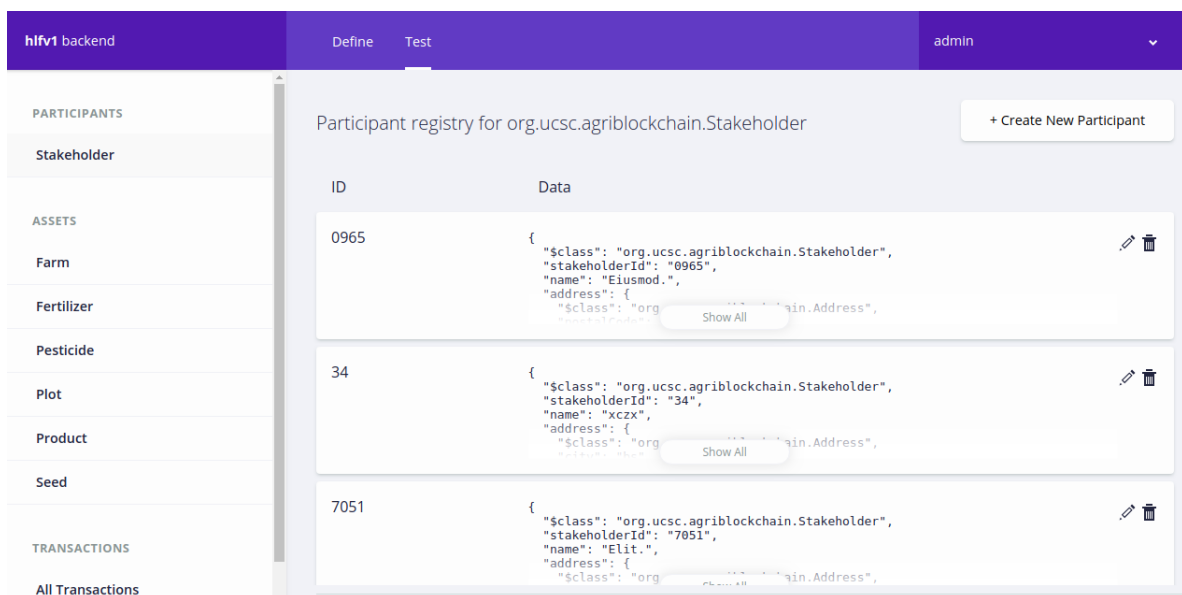 hlfv1 backend
Define
Test
admin
PARTICIPANTS
Stakeholder
ASSETS
Farm
Fertilizer
Pesticide
Plot
Product
Seed
TRANSACTIONS
All Transactions
Participant registry for org.ucsc.agriblockchain.Stakeholder
+ Create New Participant
ID Data
0965
{
"$class": "org.ucsc.agriblockchain.Stakeholder",
"stakeholderId": "0965",
"name": "Eiusmod.",
"address": {
"$class": "org ain.Address",
Show All
34
{
"$class": "org.ucsc.agriblockchain.Stakeholder",
"stakeholderId": "34",
"name": "xczx",
"address": {
"$class": "org ain.Address",
Show All
7051
{
"$class": "org.ucsc.agriblockchain.Stakeholder",
"stakeholderId": "7051",
"name": "Elit.",
"address": {
"$class": "org ain.Address",
Show All